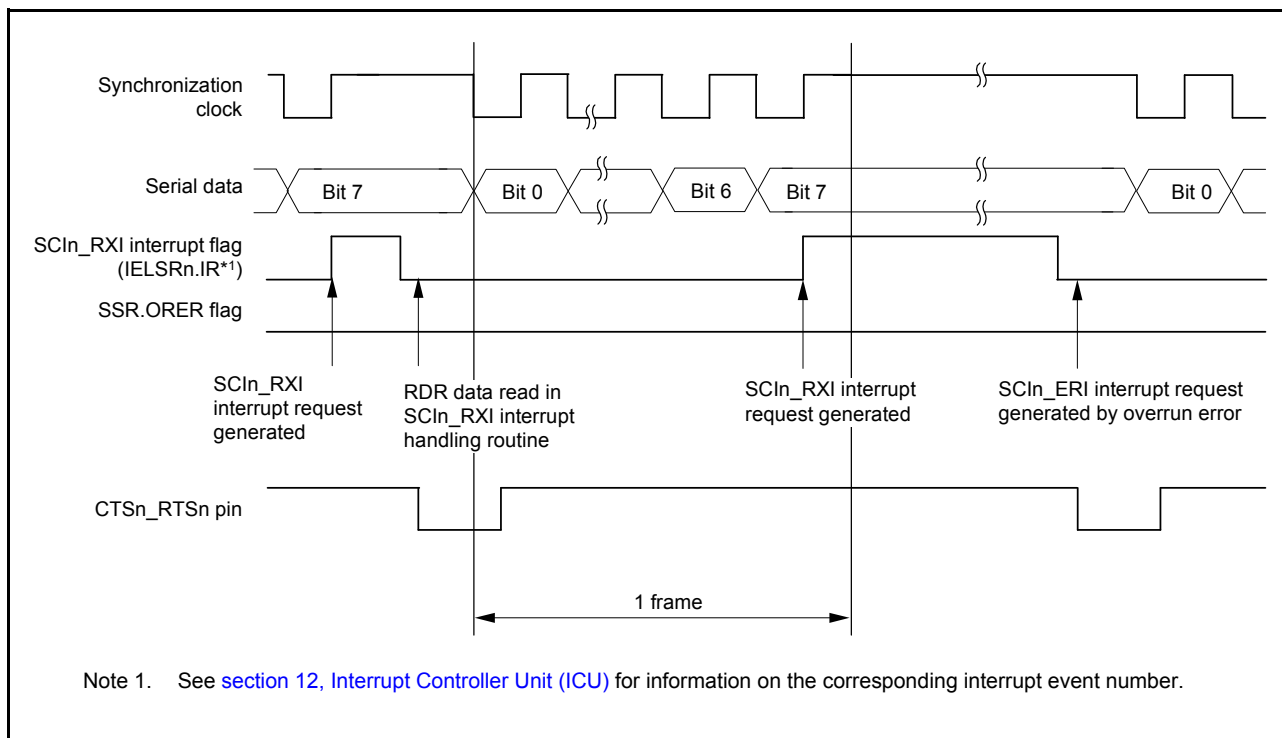 Synchronization
clock
Serial data
Bit 7
Bit 0
Bit 6
Bit 7
Bit 0
SCIn_RXI interrupt flag
(IELSRn.IR*1)
SSR.ORER flag
SCIn_RXI
interrupt request
generated
RDR data read in
SCIn_RXI interrupt
handling routine
SCIn_RXI interrupt
request generated
SCIn_ERI interrupt request
generated by overrun error
CTSn_RTSn pin
1 frame
Note 1. See section 12, Interrupt Controller Unit (ICU) for information on the corresponding interrupt event number.